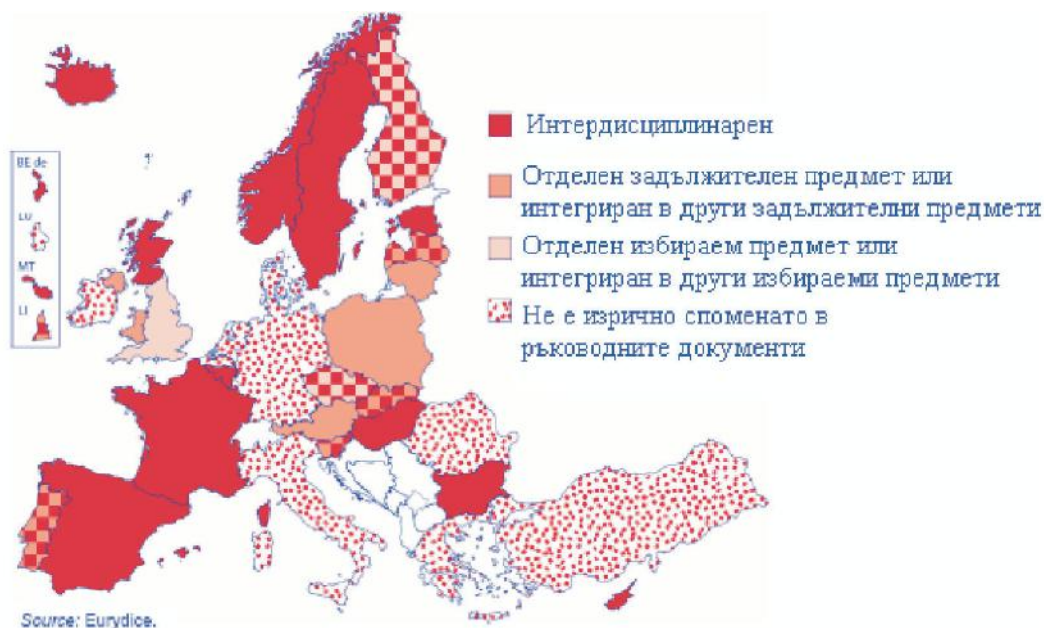 BE de
LU
MT
LI
Интердисциплинарен
Отделен задължителен предмет или
интегриран в други задължителни предмети
Отделен избираем предмет или
интегриран в други избираеми предмети
Не е изрично споменато в
ръководните документи
Source: Eurydice.